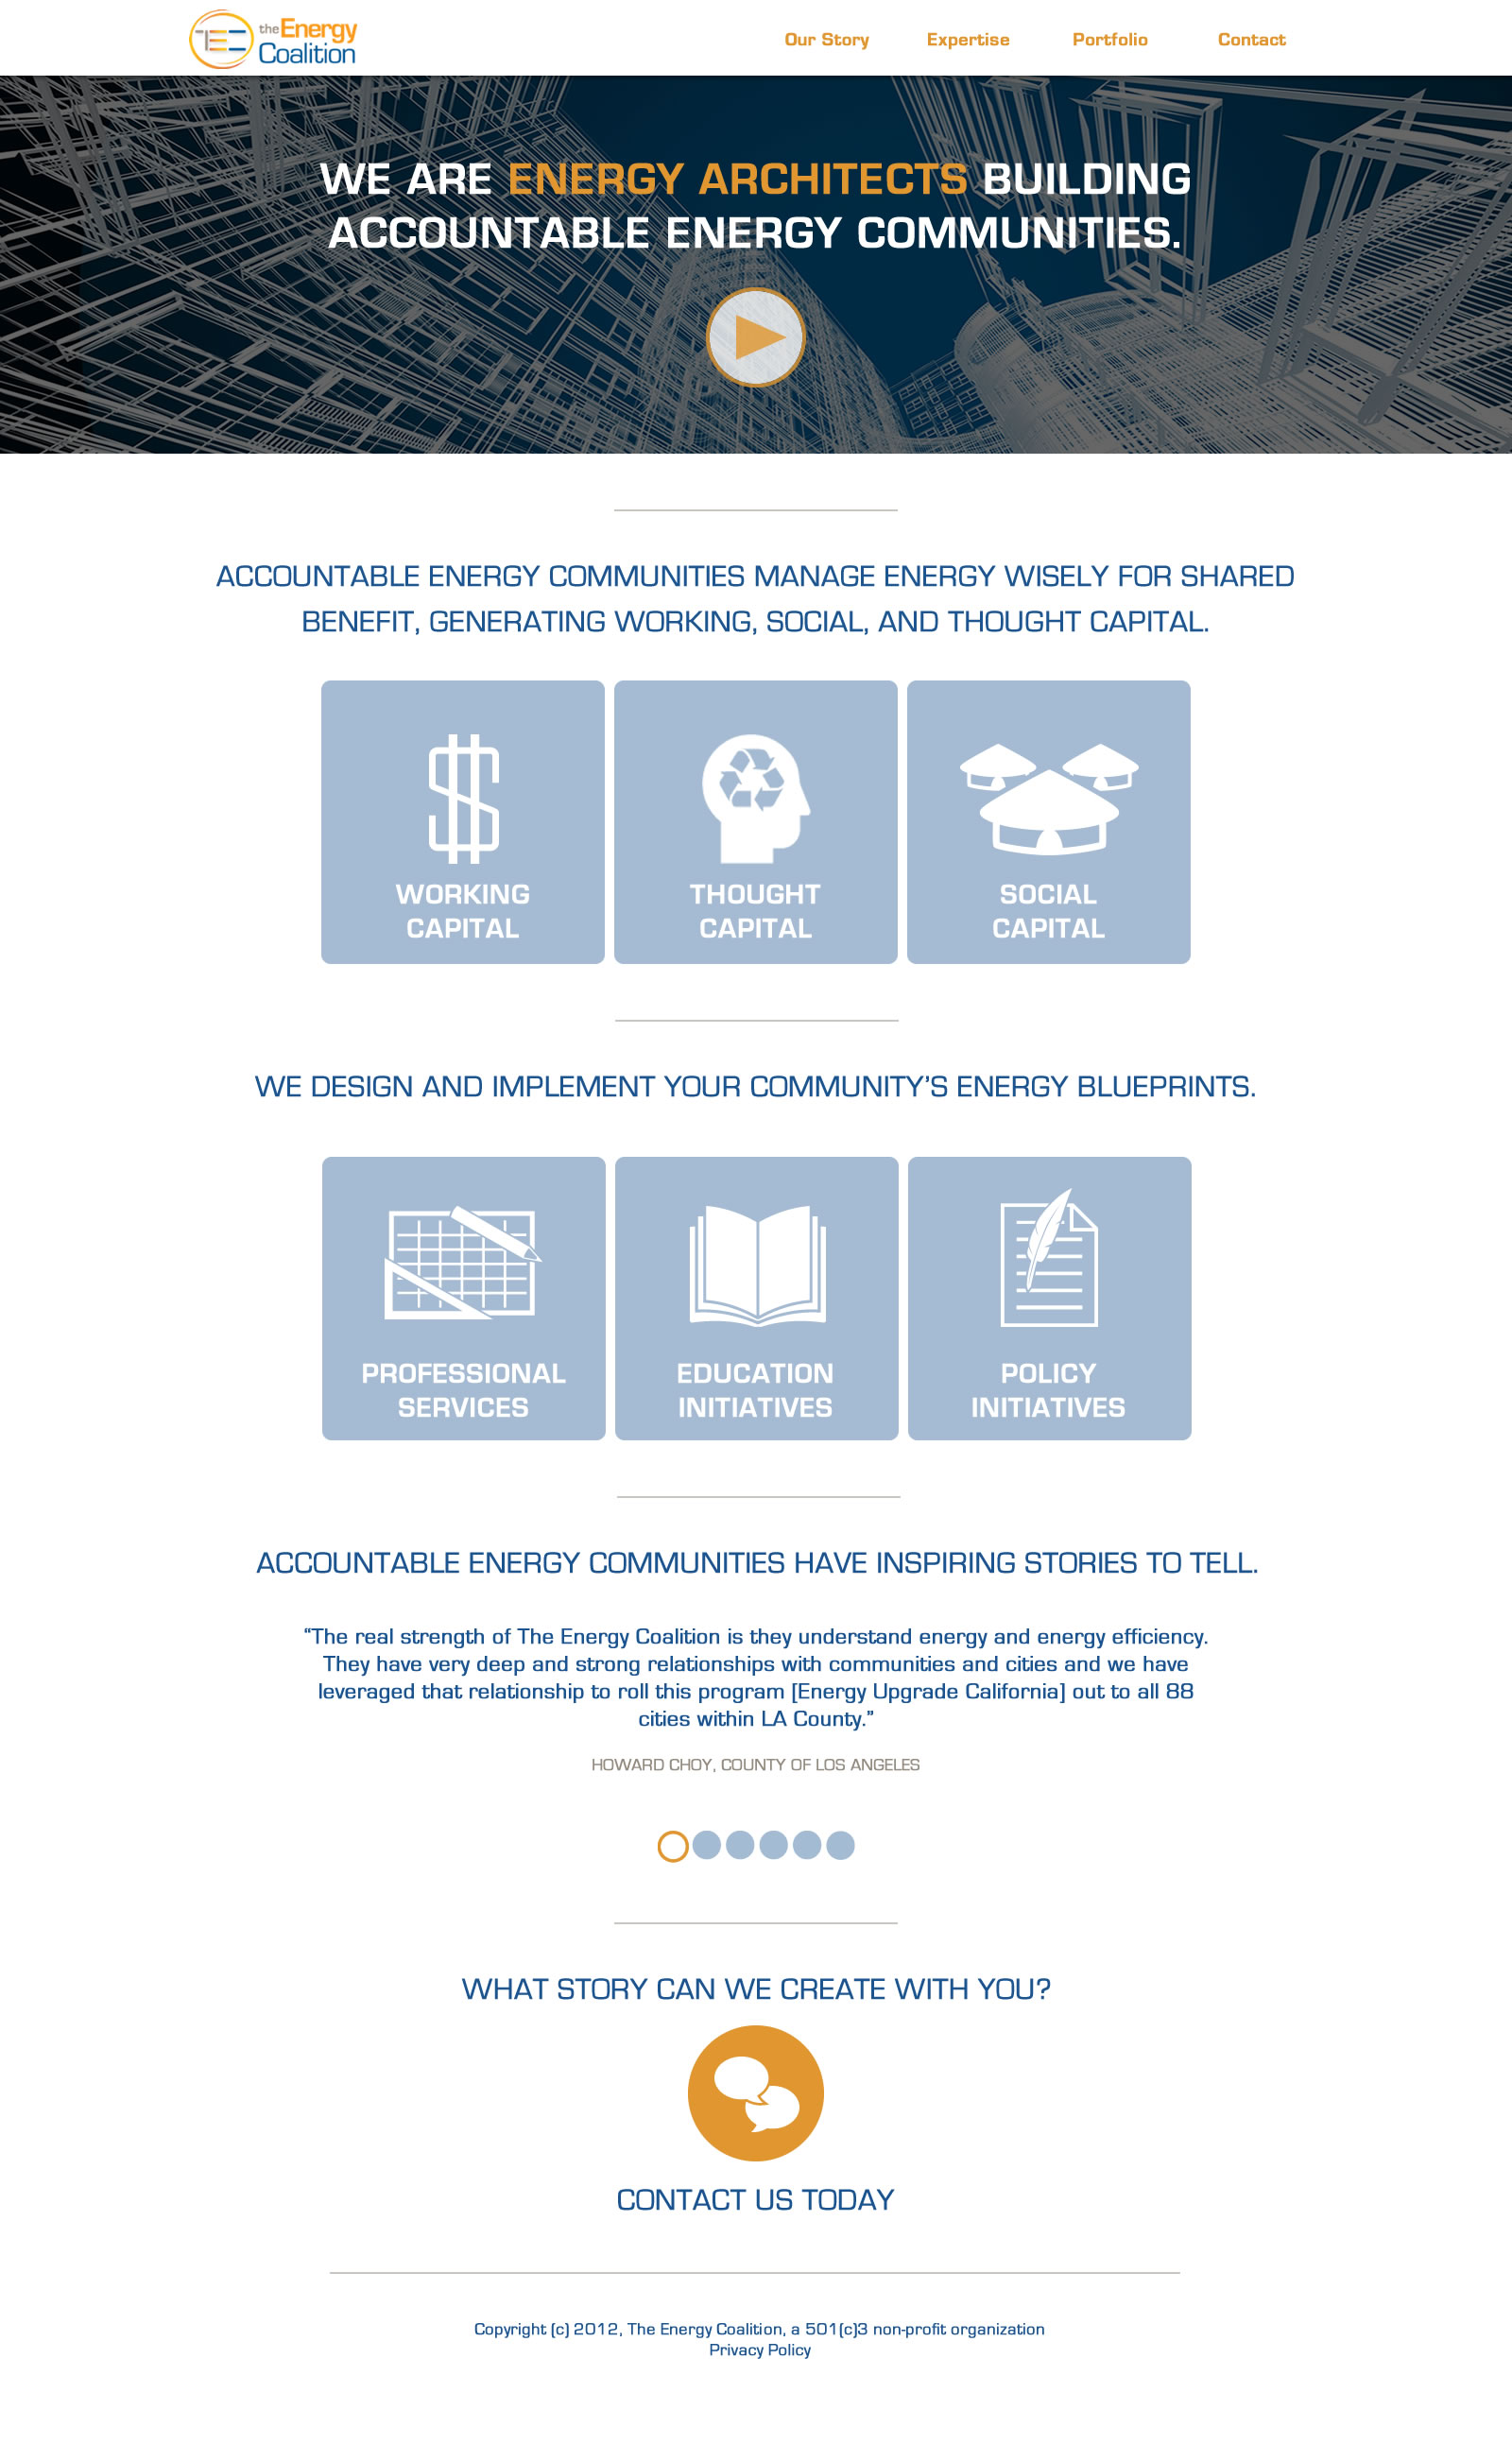 TEC the Energy
Coalition
Our Story Expertise Portfolio Contact
WE ARE ENERGY ARCHITECTS BUILDING
ACCOUNTABLE ENERGY COMMUNITIES.
ACCOUNTABLE ENERGY COMMUNITIES MANAGE ENERGY WISELY FOR SHARED
BENEFIT, GENERATING WORKING, SOCIAL, AND THOUGHT CAPITAL.
WORKING
CAPITAL
THOUGHT
CAPITAL
SOCIAL
CAPITAL
WE DESIGN AND IMPLEMENT YOUR COMMUNITY’S ENERGY BLUEPRINTS.
PROFESSIONAL
SERVICES
EDUCATION
INITIATIVES
POLICY
INITIATIVES
ACCOUNTABLE ENERGY COMMUNITIES HAVE INSPIRING STORIES TO TELL.
“The real strength of The Energy Coalition is they understand energy and energy efficiency.
They have very deep and strong relationships with communities and cities and we have
leveraged that relationship to roll this program [Energy Upgrade California] out to all 88
cities within LA County.”
HOWARD CHOY, COUNTY OF LOS ANGELES
WHAT STORY CAN WE CREATE WITH YOU?
CONTACT US TODAY
Copyright (c) 2012, The Energy Coalition, a 501(c)3 non-profit organization
Privacy Policy